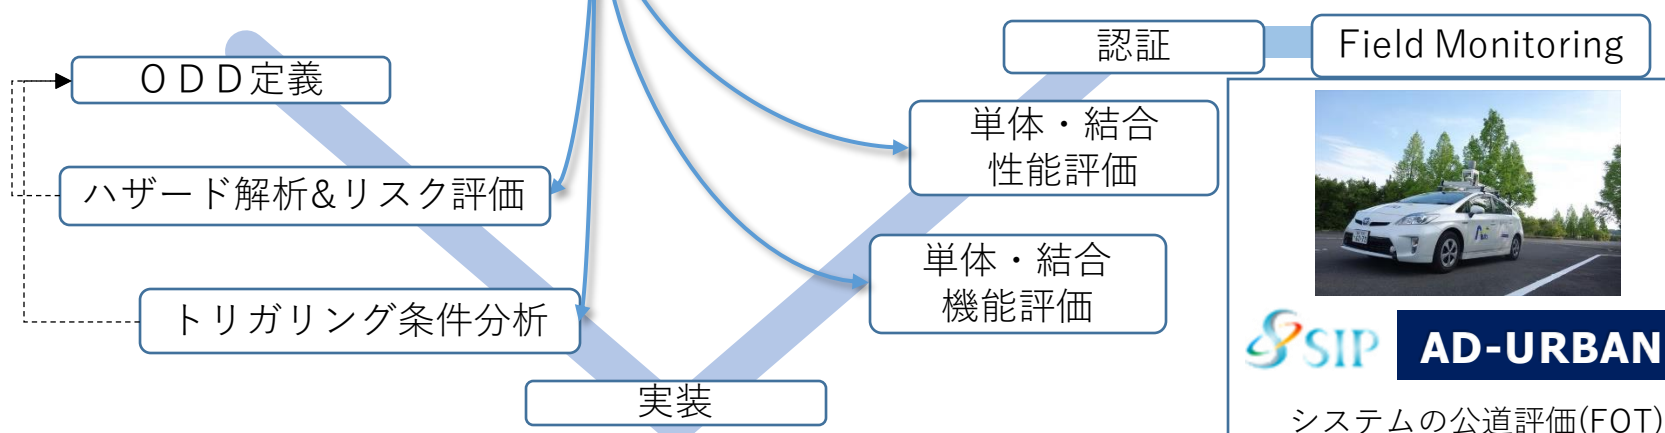 ＯＤＤ定義
ハザード解析&リスク評価
トリガリング条件分析
実装
認証
単体・結合
性能評価
単体・結合
機能評価
Field Monitoring
SIP
AD-URBAN
システムの公道評価(FOT)